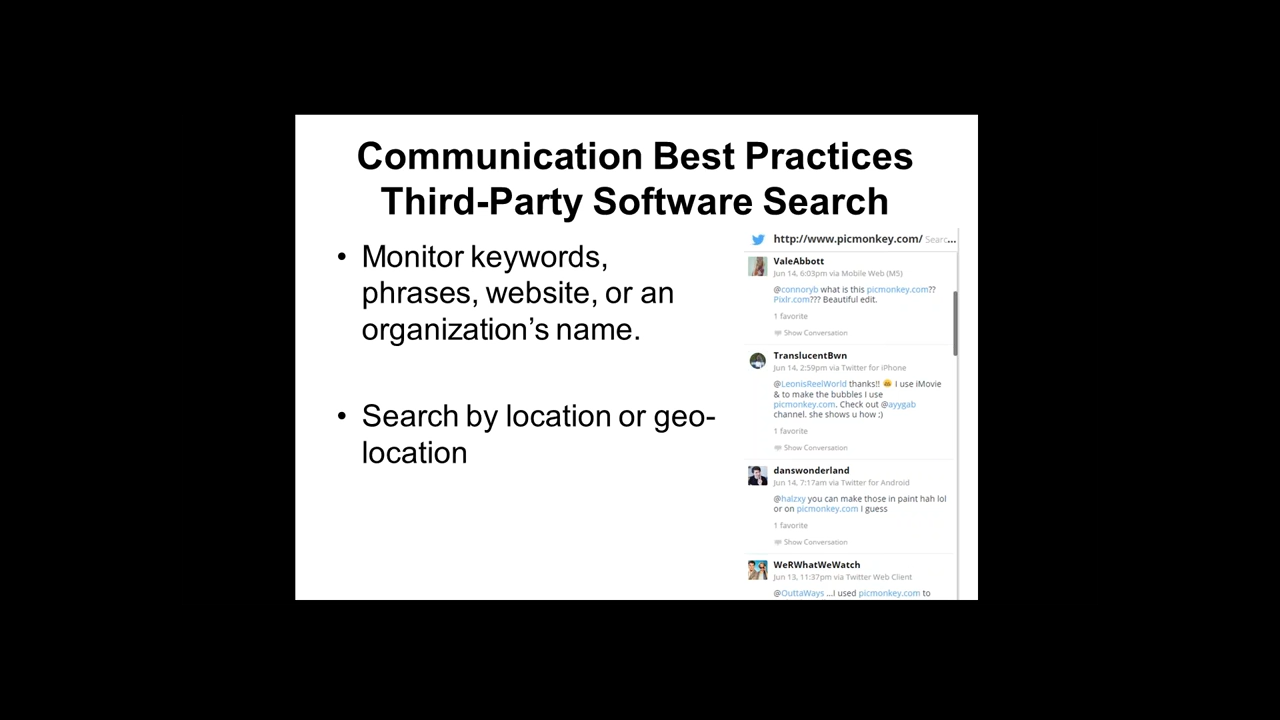 Communication Best Practices
Third-Party Software Search
• Monitor keywords,
phrases, website, or an
organization’s name.
• Search by location or geo-
location
http://www.picmonkey.com/ Searc...
ValeAbbott
Jun 14, 6:03pm via Mobile Web (M5)
@connoryb what is this picmonkey.com??
Pixlr.com??? Beautiful edit.
1 favorite
Show Conversation
TranslucentBwn
Jun 14, 2:59pm via Twitter for iPhone
@LeonisReelWorld thanks!! I use iMovie
& to make the bubbles I use
picmonkey.com. Check out @ayygab
channel. she shows u how ;)
1 favorite
Show Conversation
danswonderland
Jun 14, 7:17am via Twitter for Android
@halzxy you can make those in paint hah lol
or on picmonkey.com I guess
1 favorite
Show Conversation
WeRWhatWeWatch
Jun 13, 11:37pm via Twitter Web Client
@OuttaWays ...I used picmonkey.com to